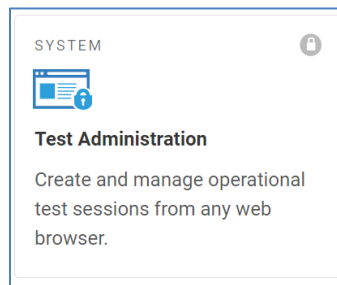 SYSTEM
Test Administration
Create and manage operational
test sessions from any web
browser.